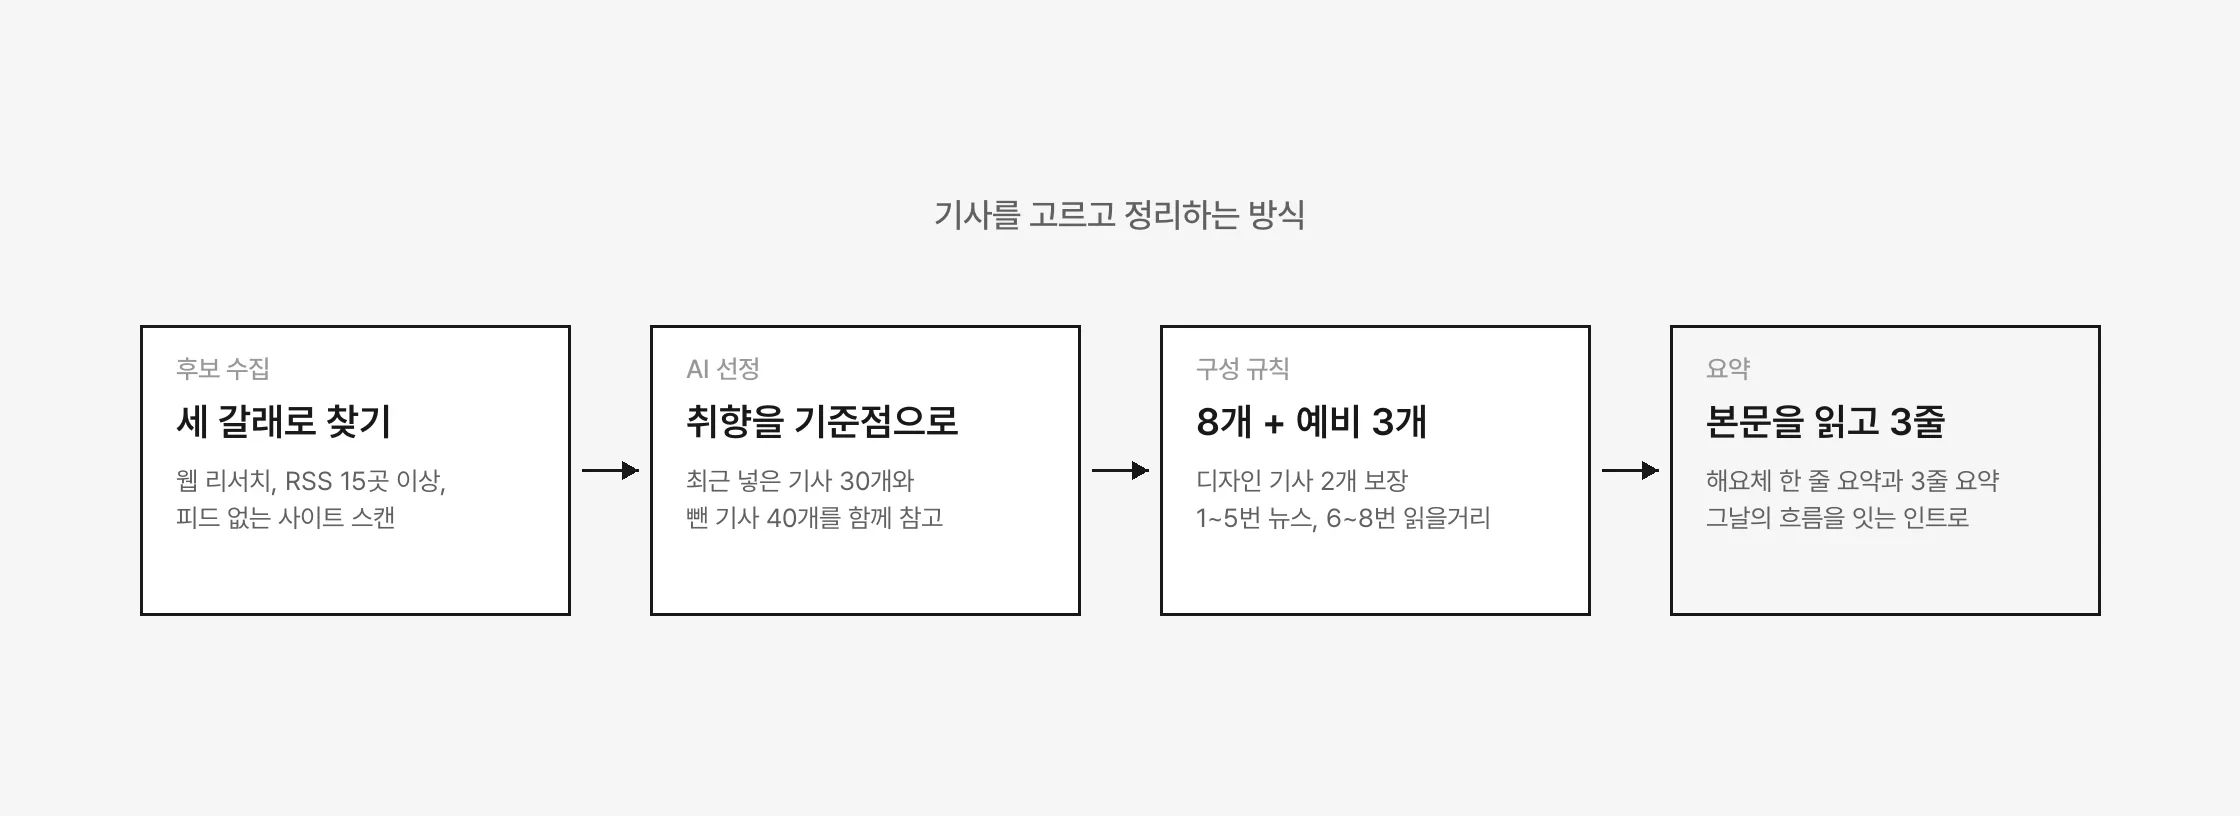 기사를 고르고 정리하는 방식
후보 수집
세 갈래로 찾기
웹 리서치, RSS 15곳 이상,
피드 없는 사이트 스캔
AI 선정
취향을 기준점으로
최근 넣은 기사 30개와
뺀 기사 40개를 함께 참고
구성 규칙
8개 + 예비 3개
디자인 기사 2개 보장
1~5번 뉴스, 6~8번 읽을거리
요약
본문을 읽고 3줄
해요체 한 줄 요약과 3줄 요약
그날의 흐름을 잇는 인트로